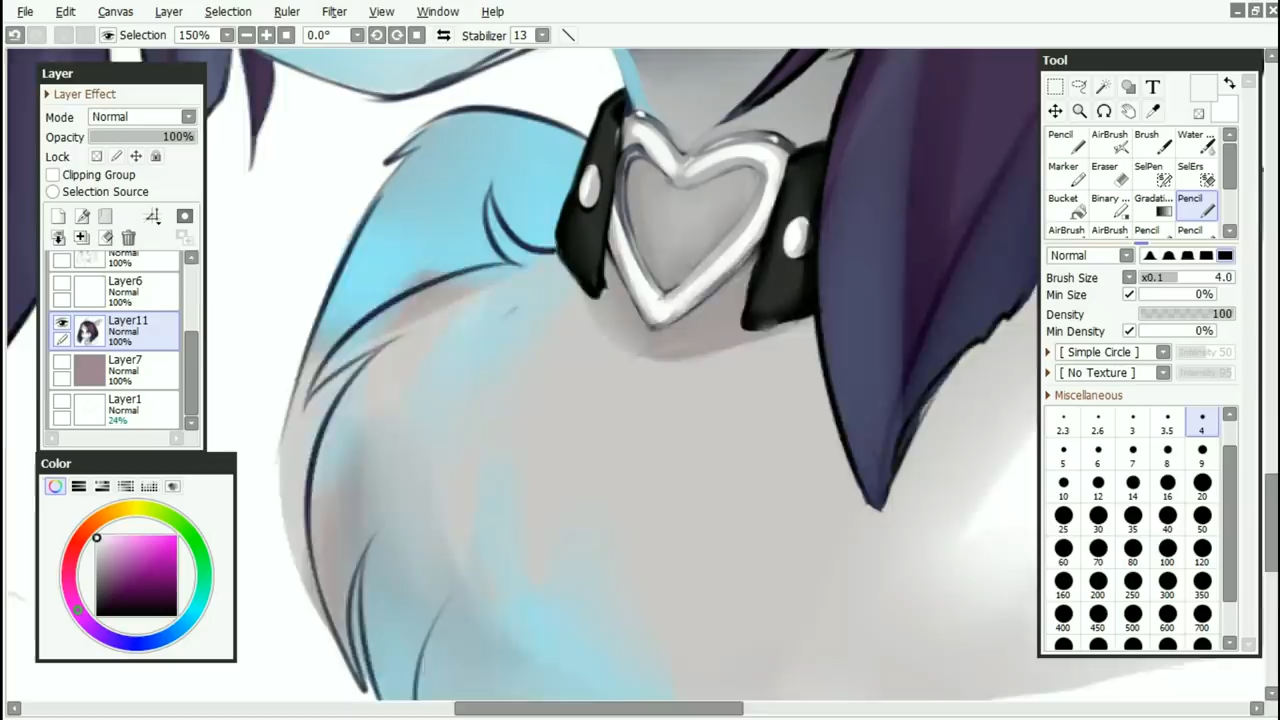 File Edit Canvas Layer Selection Ruler Filter View Window Help
Selection 150% 0.0° Stabilizer 13
Layer
Layer Effect
Mode Normal
Opacity 100%
Lock
Clipping Group
Selection Source
Normal
100%
Layer6
Normal
100%
Layer11
Normal
100%
Layer7
Normal
100%
Layer1
Normal
24%
Color
Tool
T
Pencil AirBrush Brush Water ...
Marker Eraser SelPen SelErs
Bucket Binary ... Gradati... Pencil
AirBrush AirBrush Pencil Pencil
Normal
Brush Size x0.1 4.0
Min Size 0%
Density 100
Min Density 0%
[ Simple Circle ] Intensity 50
[ No Texture ] Intensity 95
Miscellaneous
2.3 2.6 3 3.5 4
5 6 7 8 9
10 12 14 16 20
25 30 35 40 50
60 70 80 100 120
160 200 250 300 350
400 450 500 600 700